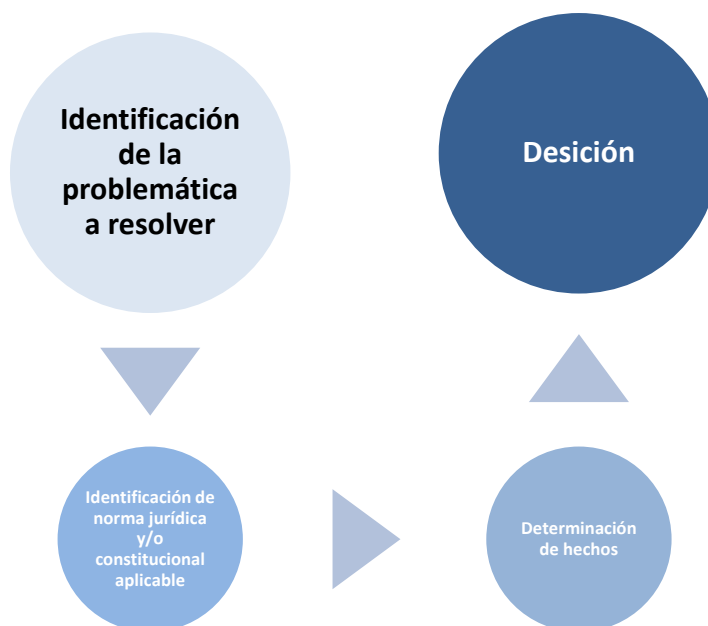 Identificación
de la
problemática
a resolver
Identificación de
norma jurídica
y/o
constitucional
aplicable
Determinación
de hechos
Desición